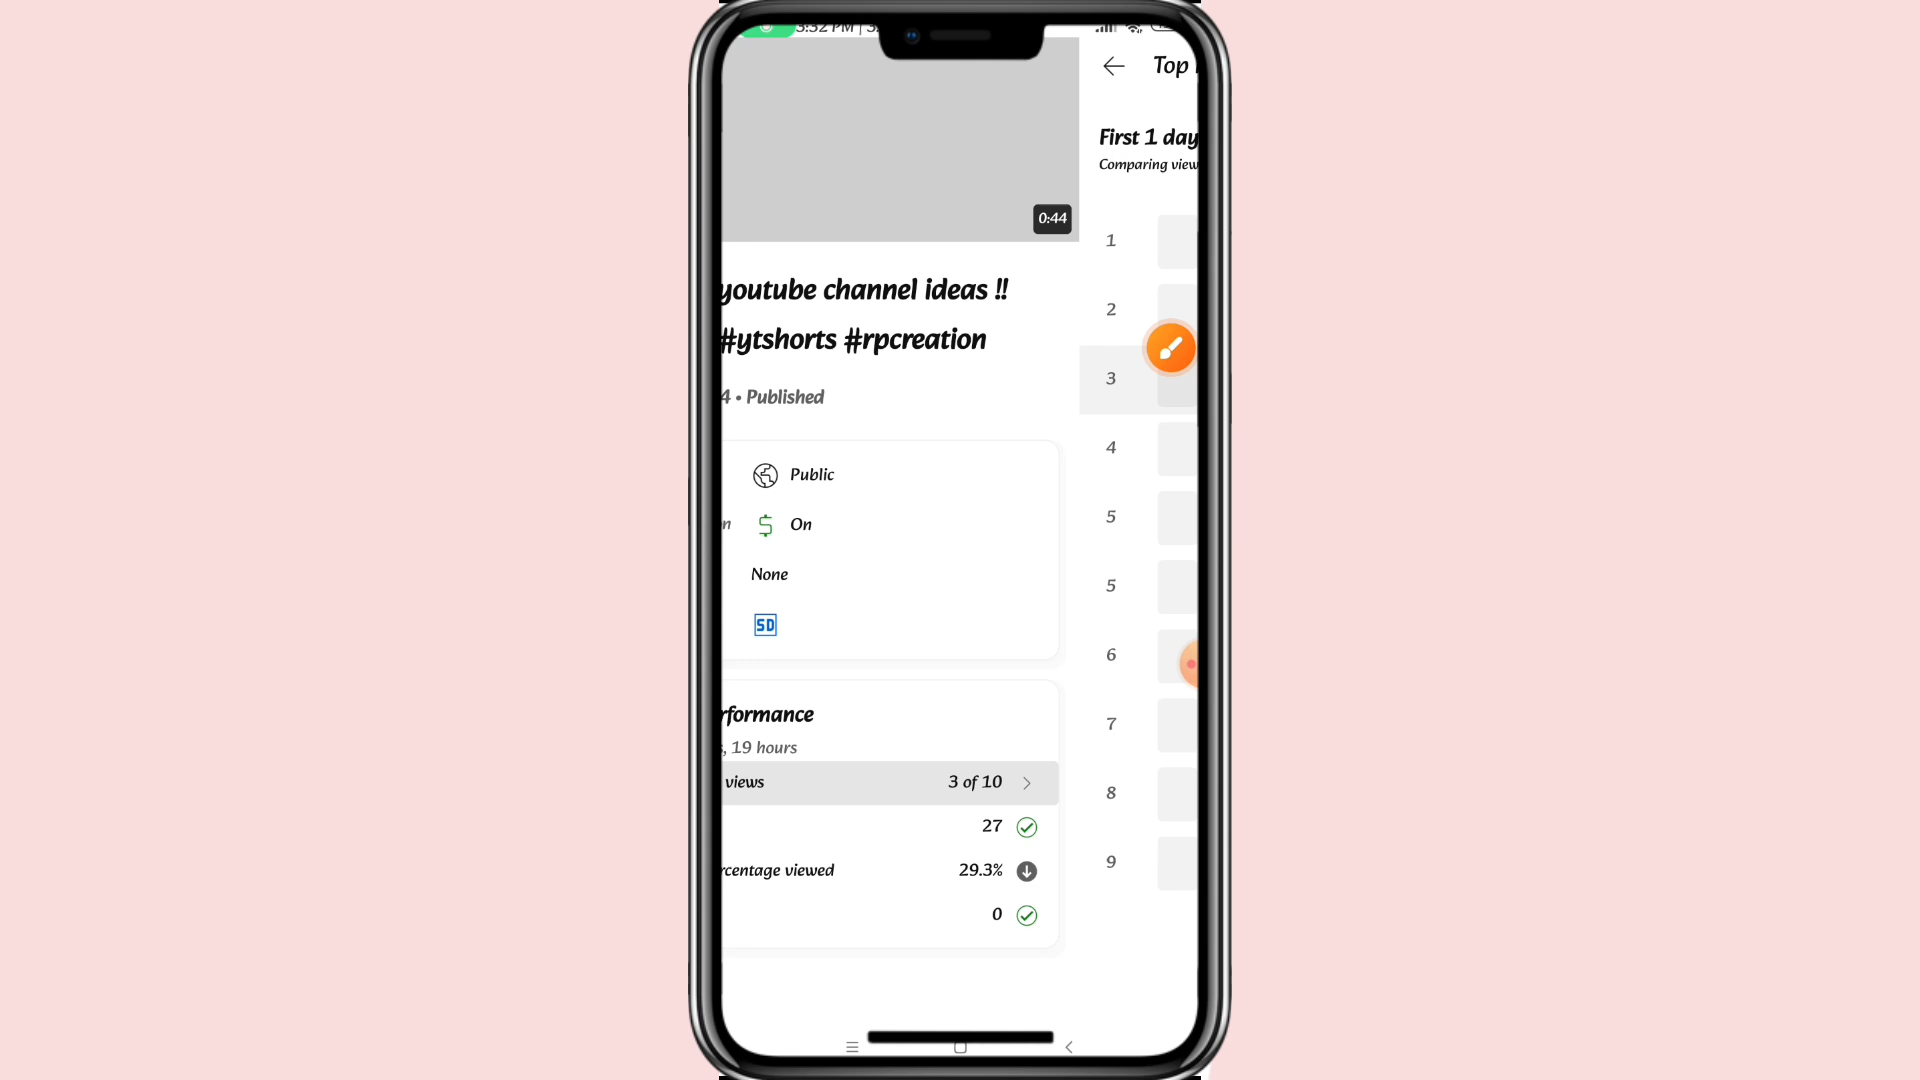 3:32 PM
0:44
youtube channel ideas !!
#ytshorts #rpcreation
4 • Published
Public
On
None
SD
rformance
s, 19 hours
views 3 of 10
27
rcentage viewed 29.3%
0
Top
First 1 day
Comparing view
1
2
3
4
5
5
6
7
8
9